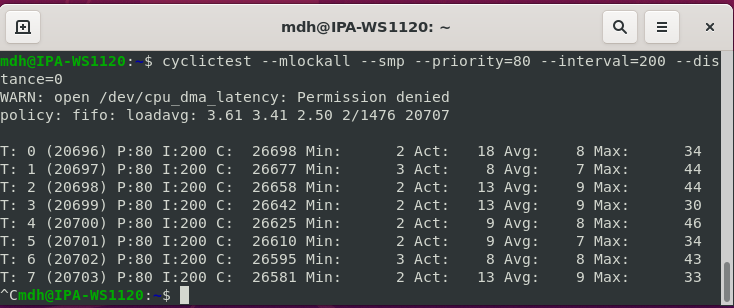 mdh@IPA-WS1120: ~
mdh@IPA-WS1120:~$ cyclictest --mlockall --smp --priority=80 --interval=200 --dis
tance=0
WARN: open /dev/cpu_dma_latency: Permission denied
policy: fifo: loadavg: 3.61 3.41 2.50 2/1476 20707
T: 0 (20696) P:80 I:200 C:  26698 Min:      2 Act:   18 Avg:    8 Max:      34
T: 1 (20697) P:80 I:200 C:  26677 Min:      3 Act:    8 Avg:    7 Max:      44
T: 2 (20698) P:80 I:200 C:  26658 Min:      2 Act:   13 Avg:    9 Max:      44
T: 3 (20699) P:80 I:200 C:  26642 Min:      2 Act:   13 Avg:    9 Max:      30
T: 4 (20700) P:80 I:200 C:  26625 Min:      2 Act:    9 Avg:    8 Max:      46
T: 5 (20701) P:80 I:200 C:  26610 Min:      2 Act:    9 Avg:    7 Max:      34
T: 6 (20702) P:80 I:200 C:  26595 Min:      3 Act:    8 Avg:    8 Max:      43
T: 7 (20703) P:80 I:200 C:  26581 Min:      2 Act:   13 Avg:    9 Max:      33
^Cmdh@IPA-WS1120:~$